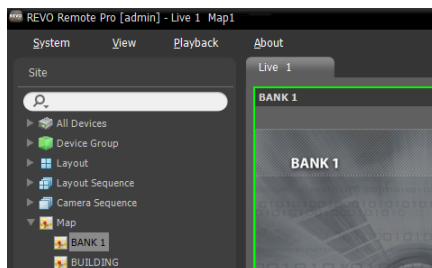 REVO Remote Pro [admin] - Live 1 Map1
System View Playback About
Site
Live 1
BANK 1
All Devices
Device Group
BANK 1
Layout
Layout Sequence
Camera Sequence
Map
BANK 1
BUILDING